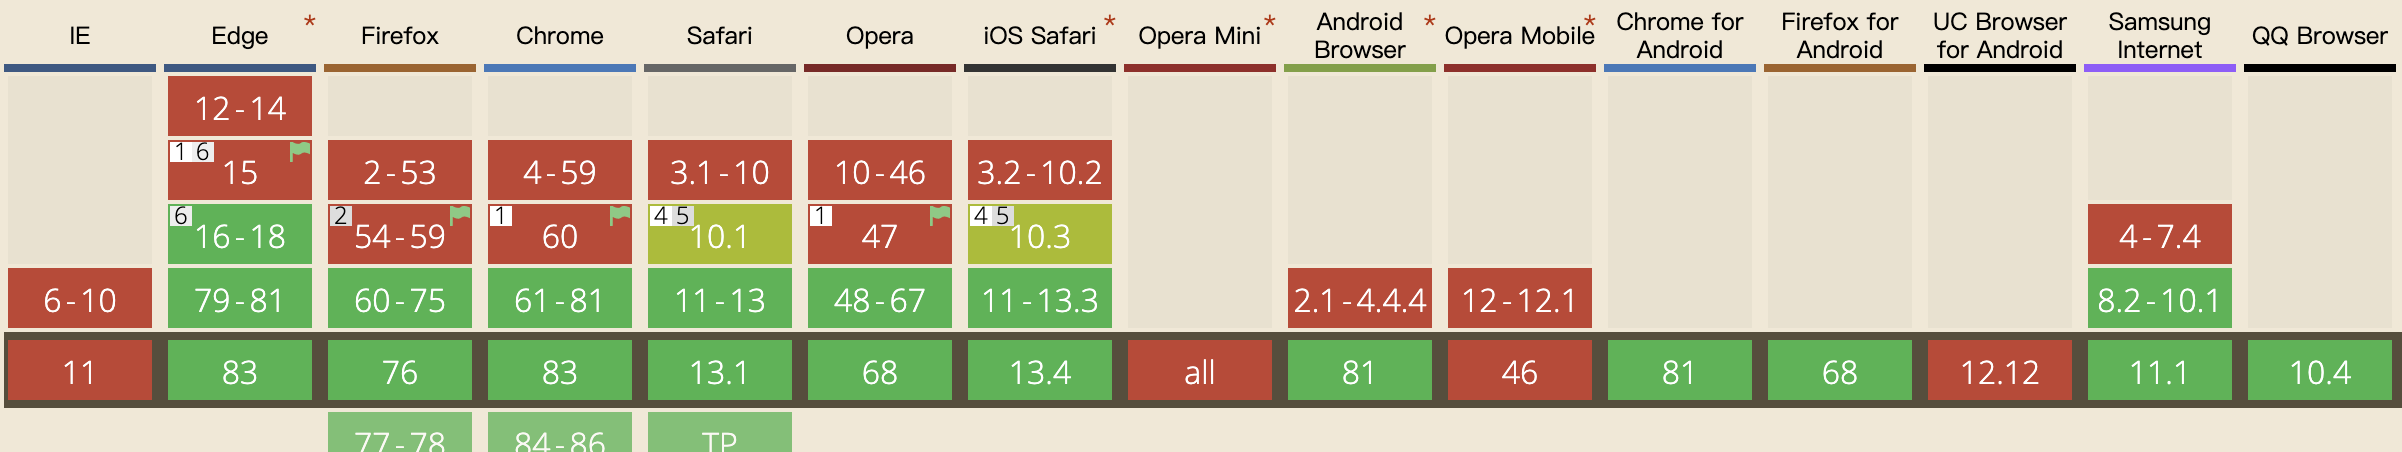 IE Edge * Firefox Chrome Safari Opera iOS Safari * Opera Mini * Android Browser * Opera Mobile * Chrome for Android Firefox for Android UC Browser for Android Samsung Internet QQ Browser
12-14
1 6 15 2-53 4-59 3.1-10 10-46 3.2-10.2
6 16-18 2 54-59 1 60 4 5 10.1 1 47 4 5 10.3 4-7.4
6-10 79-81 60-75 61-81 11-13 48-67 11-13.3 2.1-4.4.4 12-12.1 8.2-10.1
11 83 76 83 13.1 68 13.4 all 81 46 81 68 12.12 11.1 10.4
77-78 84-86 TP